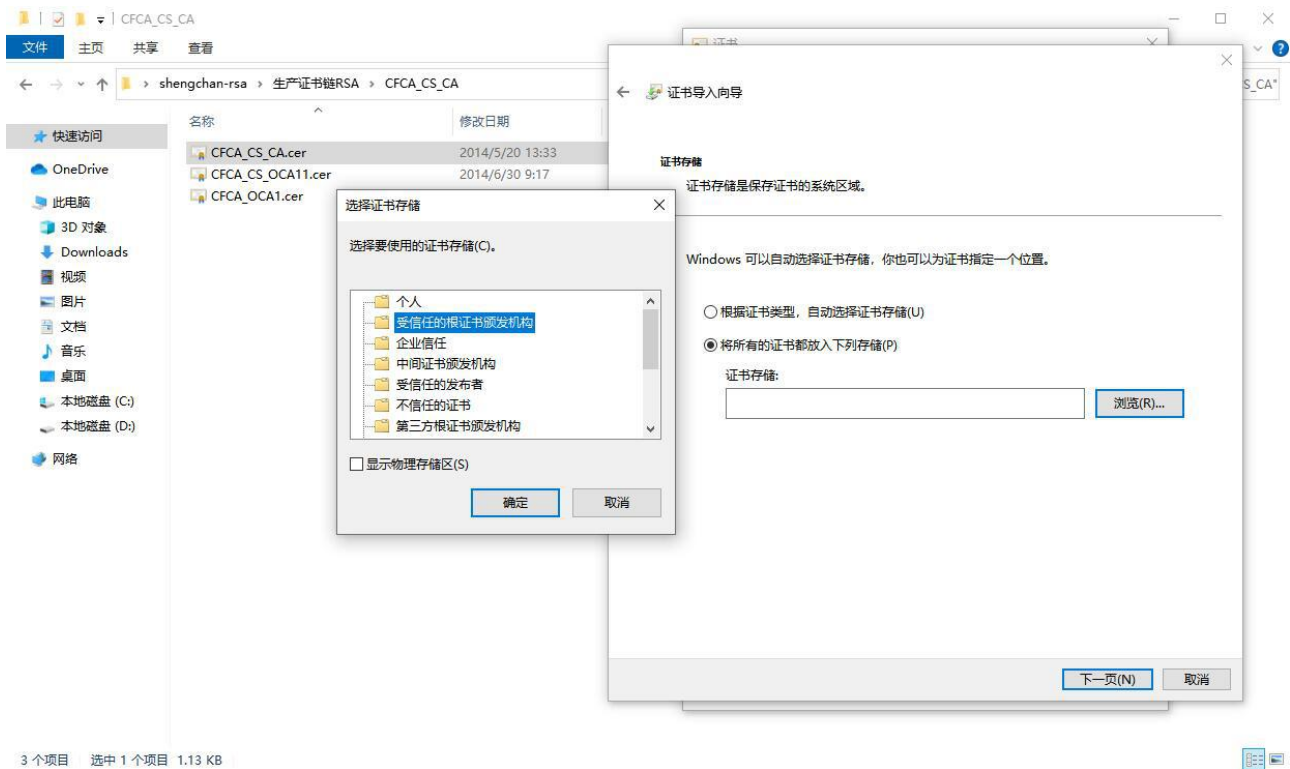 CFCA_CS_CA
文件 主页 共享 查看
shengchan-rsa › 生产证书链RSA › CFCA_CS_CA
S_CA"
名称 修改日期
快速访问
OneDrive
此电脑
3D 对象
Downloads
视频
图片
文档
音乐
桌面
本地磁盘 (C:)
本地磁盘 (D:)
网络
CFCA_CS_CA.cer 2014/5/20 13:33
CFCA_CS_OCA11.cer 2014/6/30 9:17
CFCA_OCA1.cer
选择证书存储
选择要使用的证书存储(C)。
个人
受信任的根证书颁发机构
企业信任
中间证书颁发机构
受信任的发布者
不信任的证书
第三方根证书颁发机构
显示物理存储区(S)
确定 取消
证书
证书导入向导
证书存储
证书存储是保存证书的系统区域。
Windows 可以自动选择证书存储，你也可以为证书指定一个位置。
根据证书类型，自动选择证书存储(U)
将所有的证书都放入下列存储(P)
证书存储:
浏览(R)...
下一页(N) 取消
3 个项目 选中 1 个项目 1.13 KB